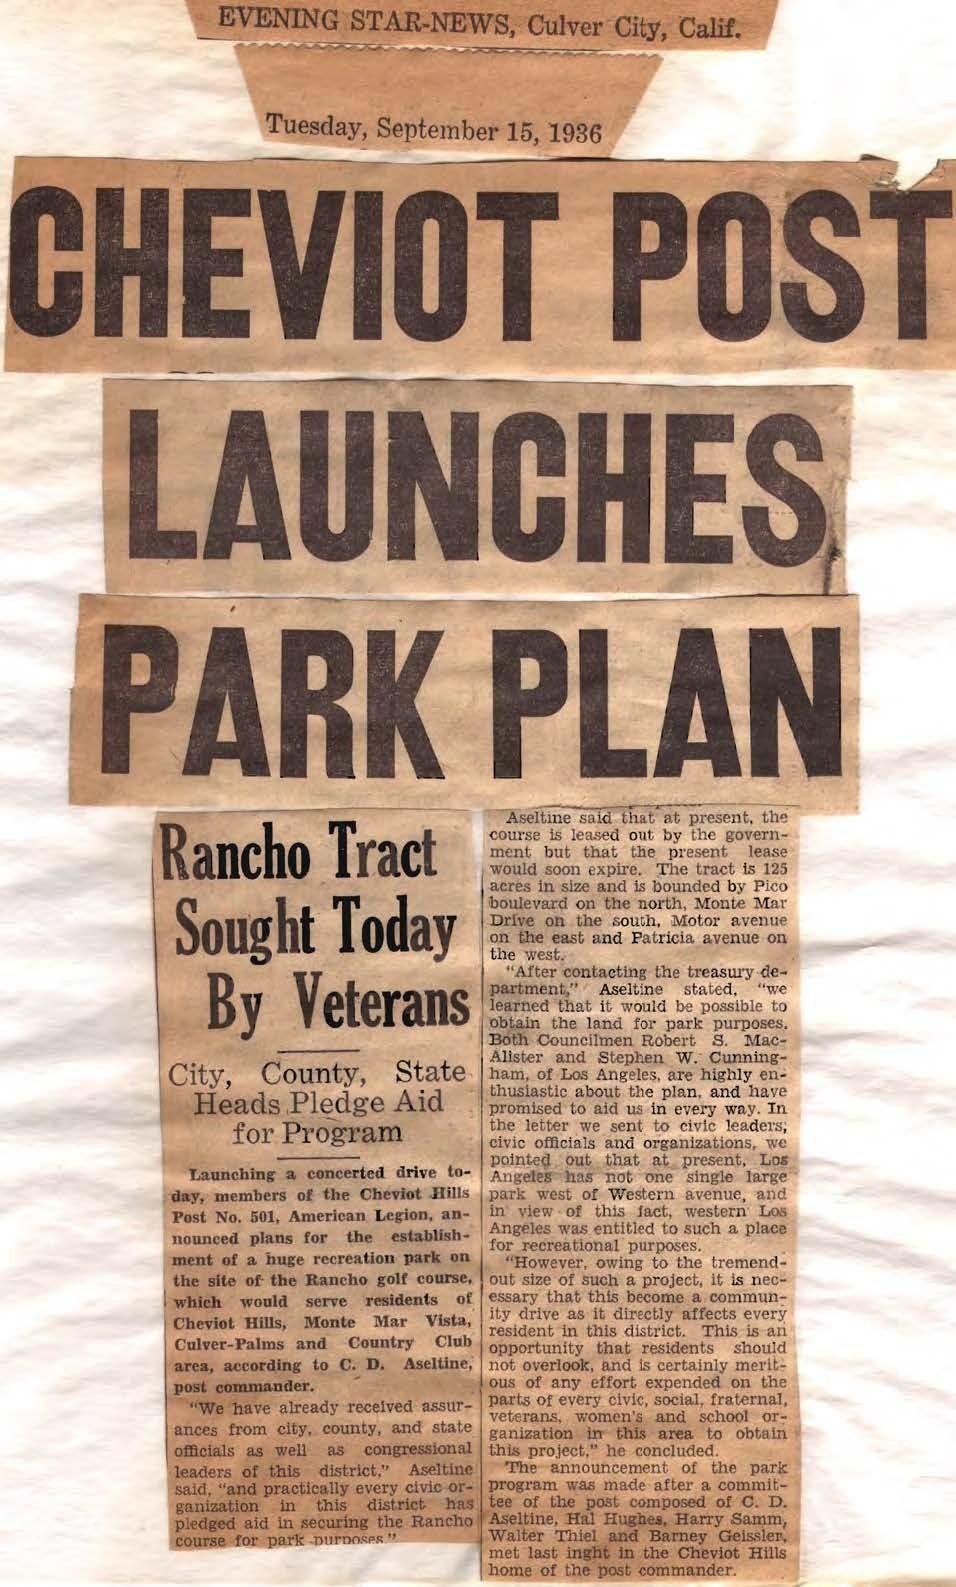 EVENING STAR-NEWS, Culver City, Calif.
Tuesday, September 15, 1936
CHEVIOT POST
LAUNCHES
PARK PLAN
Rancho Tract
Sought Today
By Veterans
City, County, State
Heads Pledge Aid
for Program
Launching a concerted drive to-
day, members of the Cheviot Hills
Post No. 501, American Legion, an-
nounced plans for the establish-
ment of a huge recreation park on
the site of the Rancho golf course,
which would serve residents of
Cheviot Hills, Monte Mar Vista,
Culver-Palms and Country Club
area, according to C. D. Aseltine,
post commander.
"We have already received assur-
ances from city, county, and state
officials as well as congressional
leaders of this district," Aseltine
said, "and practically every civic or-
ganization in this district has
pledged aid in securing the Rancho
course for park purposes."
Aseltine said that at present, the
course is leased out by the govern-
ment but that the present lease
would soon expire. The tract is 125
acres in size and is bounded by Pico
boulevard on the north, Monte Mar
Drive on the south, Motor avenue
on the east and Patricia avenue on
the west.
"After contacting the treasury de-
partment," Aseltine stated, "we
learned that it would be possible to
obtain the land for park purposes.
Both Councilmen Robert S. Mac-
Alister and Stephen W. Cunning-
ham, of Los Angeles, are highly en-
thusiastic about the plan, and have
promised to aid us in every way. In
the letter we sent to civic leaders,
civic officials and organizations, we
pointed out that at present, Los
Angeles has not one single large
park west of Western avenue, and
in view of this fact, western Los
Angeles was entitled to such a place
for recreational purposes.
"However, owing to the tremend-
out size of such a project, it is nec-
essary that this become a commun-
ity drive as it directly affects every
resident in this district. This is an
opportunity that residents should
not overlook, and is certainly merit-
ous of any effort expended on the
parts of every civic, social, fraternal,
veterans, women's and school or-
ganization in this area to obtain
this project," he concluded.
The announcement of the park
program was made after a commit-
tee of the post composed of C. D.
Aseltine, Hal Hughes, Harry Samm,
Walter Thiel and Barney Geissler,
met last inght in the Cheviot Hills
home of the post commander.